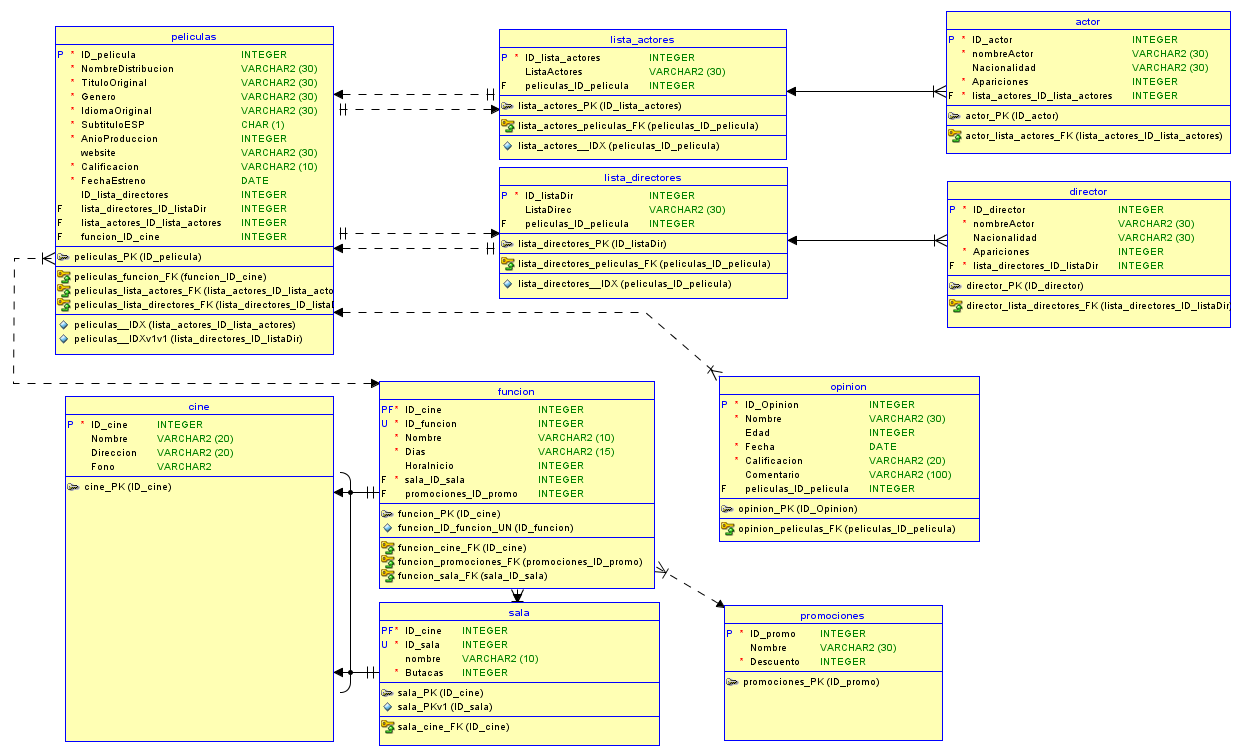 peliculas
P * ID_pelicula INTEGER
* NombreDistribucion VARCHAR2 (30)
* TituloOriginal VARCHAR2 (30)
* Genero VARCHAR2 (30)
* IdiomaOriginal VARCHAR2 (30)
* SubtituloESP CHAR (1)
* AnioProduccion INTEGER
website VARCHAR2 (30)
* Calificacion VARCHAR2 (10)
* FechaEstreno DATE
ID_lista_directores INTEGER
F lista_directores_ID_listaDir INTEGER
F lista_actores_ID_lista_actores INTEGER
F funcion_ID_cine INTEGER
peliculas_PK (ID_pelicula)
peliculas_funcion_FK (funcion_ID_cine)
peliculas_lista_actores_FK (lista_actores_ID_lista_acto
peliculas_lista_directores_FK (lista_directores_ID_listal
peliculas__IDX (lista_actores_ID_lista_actores)
peliculas__IDXv1v1 (lista_directores_ID_listaDir)
lista_actores
P * ID_lista_actores INTEGER
ListaActores VARCHAR2 (30)
F peliculas_ID_pelicula INTEGER
lista_actores_PK (ID_lista_actores)
lista_actores_peliculas_FK (peliculas_ID_pelicula)
lista_actores__IDX (peliculas_ID_pelicula)
actor
P * ID_actor INTEGER
* nombreActor VARCHAR2 (30)
Nacionalidad VARCHAR2 (30)
* Apariciones INTEGER
F * lista_actores_ID_lista_actores INTEGER
actor_PK (ID_actor)
actor_lista_actores_FK (lista_actores_ID_lista_actores)
lista_directores
P * ID_listaDir INTEGER
ListaDirec VARCHAR2 (30)
F peliculas_ID_pelicula INTEGER
lista_directores_PK (ID_listaDir)
lista_directores_peliculas_FK (peliculas_ID_pelicula)
lista_directores__IDX (peliculas_ID_pelicula)
director
P * ID_director INTEGER
* nombreActor VARCHAR2 (30)
Nacionalidad VARCHAR2 (30)
* Apariciones INTEGER
F * lista_directores_ID_listaDir INTEGER
director_PK (ID_director)
director_lista_directores_FK (lista_directores_ID_listaDir
cine
P * ID_cine INTEGER
Nombre VARCHAR2 (20)
Direccion VARCHAR2 (20)
Fono VARCHAR2
cine_PK (ID_cine)
funcion
PF* ID_cine INTEGER
U * ID_funcion INTEGER
* Nombre VARCHAR2 (10)
* Dias VARCHAR2 (15)
HoraInicio INTEGER
F * sala_ID_sala INTEGER
F promociones_ID_promo INTEGER
funcion_PK (ID_cine)
funcion_ID_funcion_UN (ID_funcion)
funcion_cine_FK (ID_cine)
funcion_promociones_FK (promociones_ID_promo)
funcion_sala_FK (sala_ID_sala)
opinion
P * ID_Opinion INTEGER
* Nombre VARCHAR2 (30)
Edad INTEGER
* Fecha DATE
* Calificacion VARCHAR2 (20)
Comentario VARCHAR2 (100)
F peliculas_ID_pelicula INTEGER
opinion_PK (ID_Opinion)
opinion_peliculas_FK (peliculas_ID_pelicula)
sala
PF* ID_cine INTEGER
U * ID_sala INTEGER
nombre VARCHAR2 (10)
* Butacas INTEGER
sala_PK (ID_cine)
sala_PKv1 (ID_sala)
sala_cine_FK (ID_cine)
promociones
P * ID_promo INTEGER
Nombre VARCHAR2 (30)
* Descuento INTEGER
promociones_PK (ID_promo)